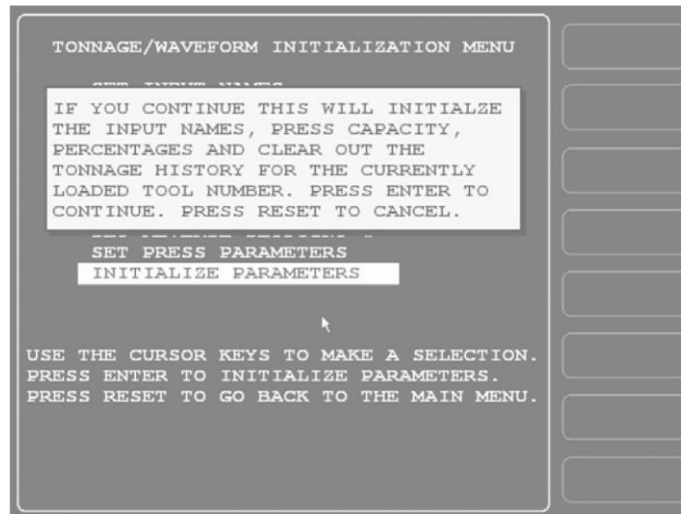 TONNAGE/WAVEFORM INITIALIZATION MENU
IF YOU CONTINUE THIS WILL INITIALZE
THE INPUT NAMES, PRESS CAPACITY,
PERCENTAGES AND CLEAR OUT THE
TONNAGE HISTORY FOR THE CURRENTLY
LOADED TOOL NUMBER. PRESS ENTER TO
CONTINUE. PRESS RESET TO CANCEL.
SET PRESS PARAMETERS
INITIALIZE PARAMETERS
USE THE CURSOR KEYS TO MAKE A SELECTION.
PRESS ENTER TO INITIALIZE PARAMETERS.
PRESS RESET TO GO BACK TO THE MAIN MENU.